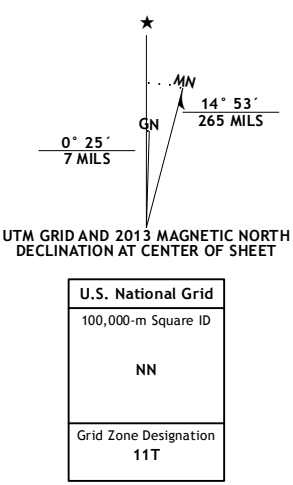 ★
MN
GN
14° 53´
265 MILS
0° 25´
7 MILS
UTM GRID AND 2013 MAGNETIC NORTH
DECLINATION AT CENTER OF SHEET
U.S. National Grid
100,000-m Square ID
NN
Grid Zone Designation
11T